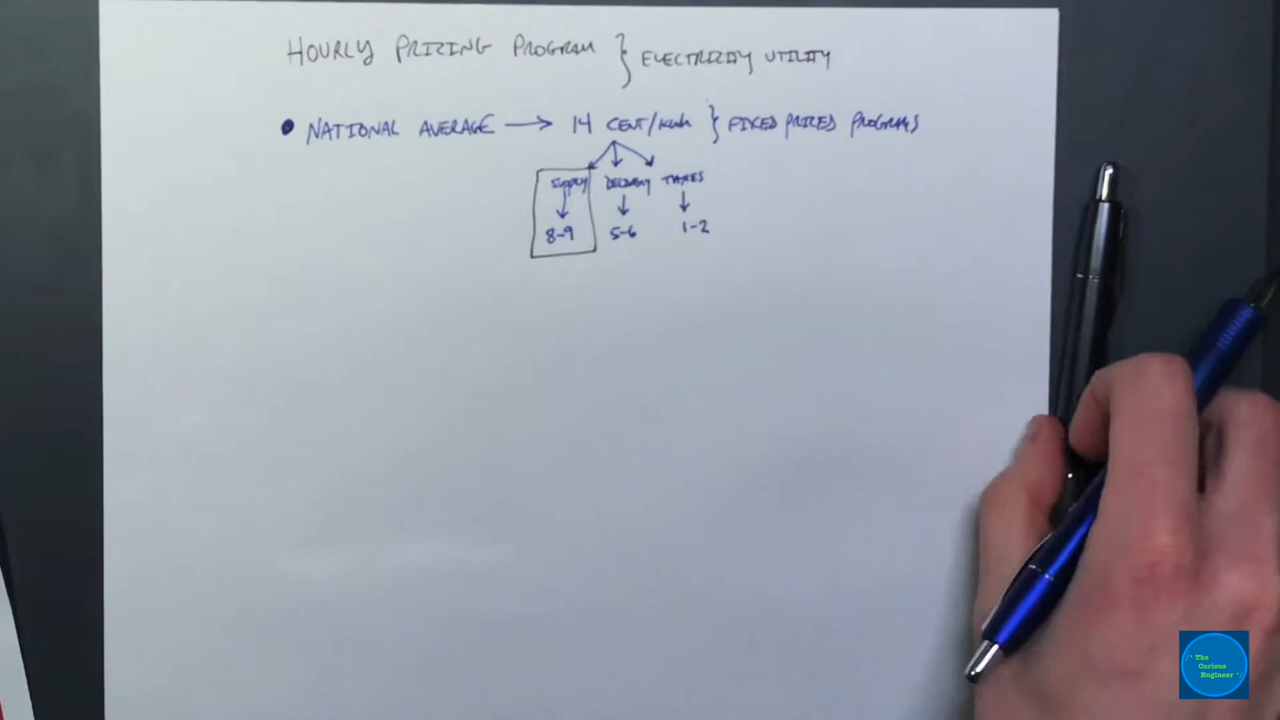 HOURLY PRICING PROGRAM } ELECTRICITY UTILITY
• NATIONAL AVERAGE → 14 CENT/kWh } FIXED PRICED PROGRAMS
SUPPLY DELIVERY TAXES
8-9 5-6 1-2
/* The
Curious
Engineer */